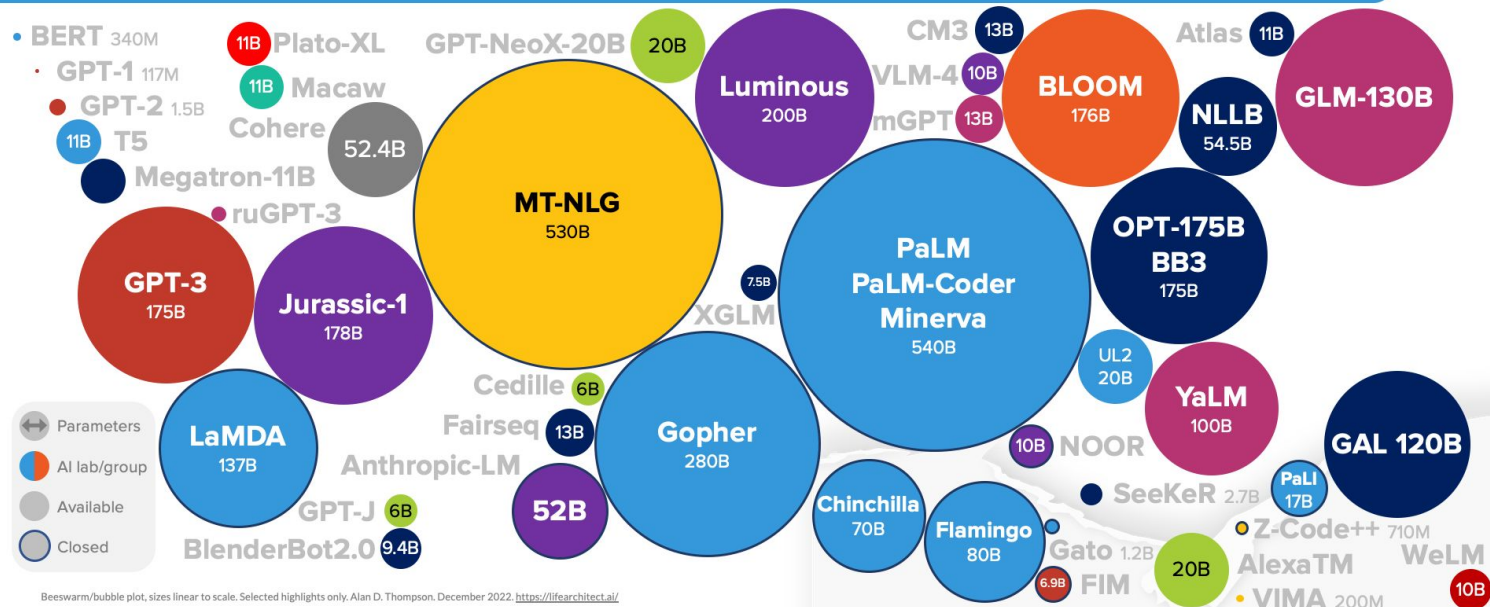 BERT 340M
GPT-1 117M
GPT-2 1.5B
11B T5
Megatron-11B
ruGPT-3
11B Plato-XL
11B Macaw
Cohere
52.4B
GPT-NeoX-20B 20B
MT-NLG
530B
Luminous
200B
CM3 13B
VLM-4 10B
mGPT 13B
BLOOM
176B
Atlas 11B
NLLB
54.5B
GLM-130B
GPT-3
175B
Jurassic-1
178B
7.5B
XGLM
PaLM
PaLM-Coder
Minerva
540B
OPT-175B
BB3
175B
UL2
20B
YaLM
100B
GAL 120B
LaMDA
137B
Cedille 6B
Fairseq 13B
Anthropic-LM
52B
GPT-J 6B
BlenderBot2.0 9.4B
Gopher
280B
10B NOOR
Chinchilla
70B
Flamingo
80B
SeeKeR 2.7B
PaLI
17B
Gato 1.2B
6.9B FIM
Z-Code++ 710M
20B AlexaTM
VIMA 200M
WeLM
10B
Parameters
AI lab/group
Available
Closed
Beeswarm/bubble plot, sizes linear to scale. Selected highlights only. Alan D. Thompson. December 2022. https://lifearchitect.ai/